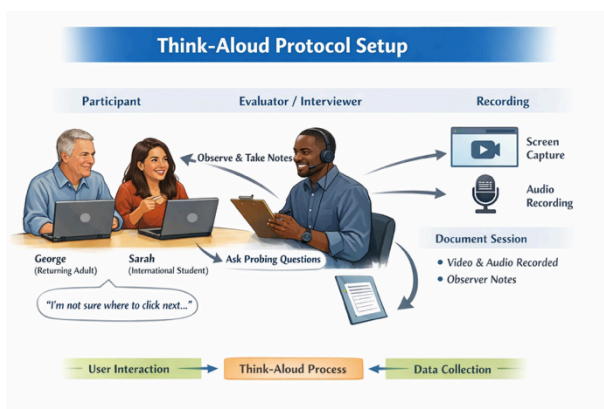 Think-Aloud Protocol Setup
Participant
Evaluator / Interviewer
Recording
Observe & Take Notes
Screen
Capture
Audio
Recording
George
(Returning Adult)
Sarah
(International Student)
Ask Probing Questions
Document Session
• Video & Audio Recorded
• Observer Notes
"I'm not sure where to click next..."
User Interaction
Think-Aloud Process
Data Collection